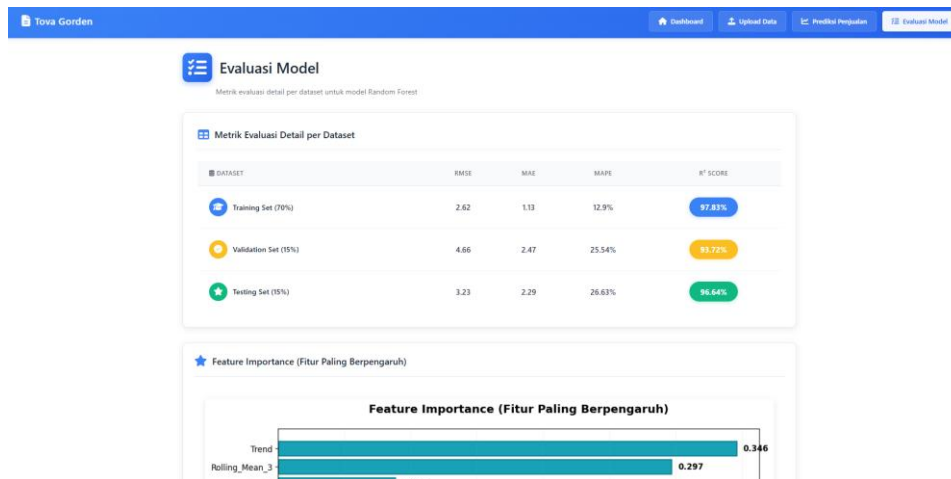 Tova Gorden
Dashboard
Upload Data
Prediksi Penjualan
Evaluasi Model
Evaluasi Model
Metrik evaluasi detail per dataset untuk model Random Forest
Metrik Evaluasi Detail per Dataset
DATASET RMSE MAE MAPE R² SCORE
Training Set (70%) 2.62 1.13 12.9% 97.83%
Validation Set (15%) 4.66 2.47 25.54% 93.72%
Testing Set (15%) 3.23 2.29 26.63% 96.64%
Feature Importance (Fitur Paling Berpengaruh)
Feature Importance (Fitur Paling Berpengaruh)
Trend 0.346
Rolling_Mean_3 0.297